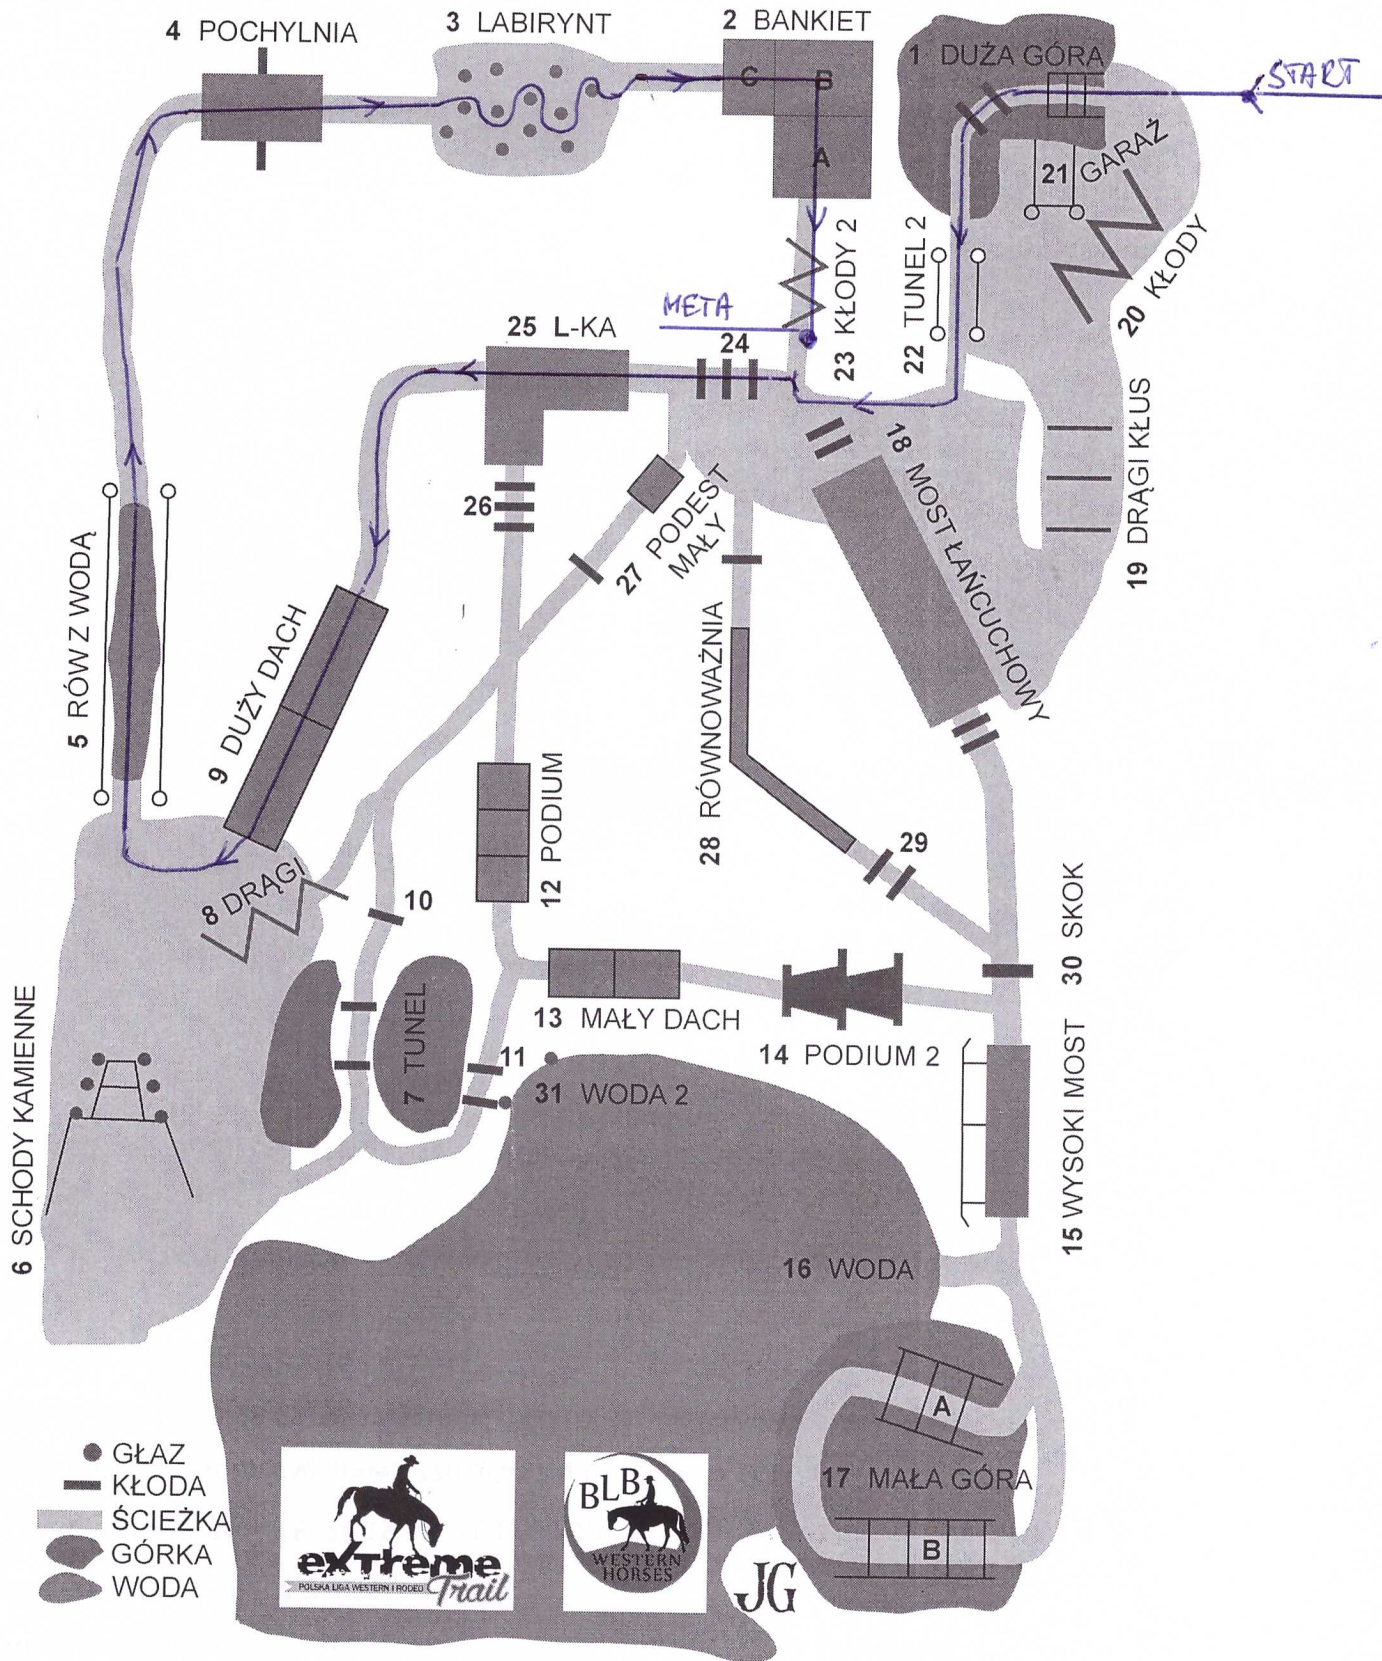 4 POCHYLNIA
3 LABIRYNT
2 BANKIET
C
B
A
1 DUŻA GÓRA
START
21 GARAŻ
20 KŁODY
22 TUNEL 2
23 KŁODY 2
META
24
25 L-KA
19 DRĄGI KŁUS
18 MOST ŁAŃCUCHOWY
26
27 PODEST
MAŁY
5 RÓW Z WODĄ
9 DUŻY DACH
28 RÓWNOWAŻNIA
12 PODIUM
29
8 DRĄGI
10
30 SKOK
6 SCHODY KAMIENNE
7 TUNEL
13 MAŁY DACH
14 PODIUM 2
11
31 WODA 2
15 WYSOKI MOST
16 WODA
A
17 MAŁA GÓRA
B
GŁAZ
KŁODA
ŚCIEŻKA
GÓRKA
WODA
eXTreme
POLSKA LIGA WESTERN I RODEO
Trail
BLB
WESTERN
HORSES
JG